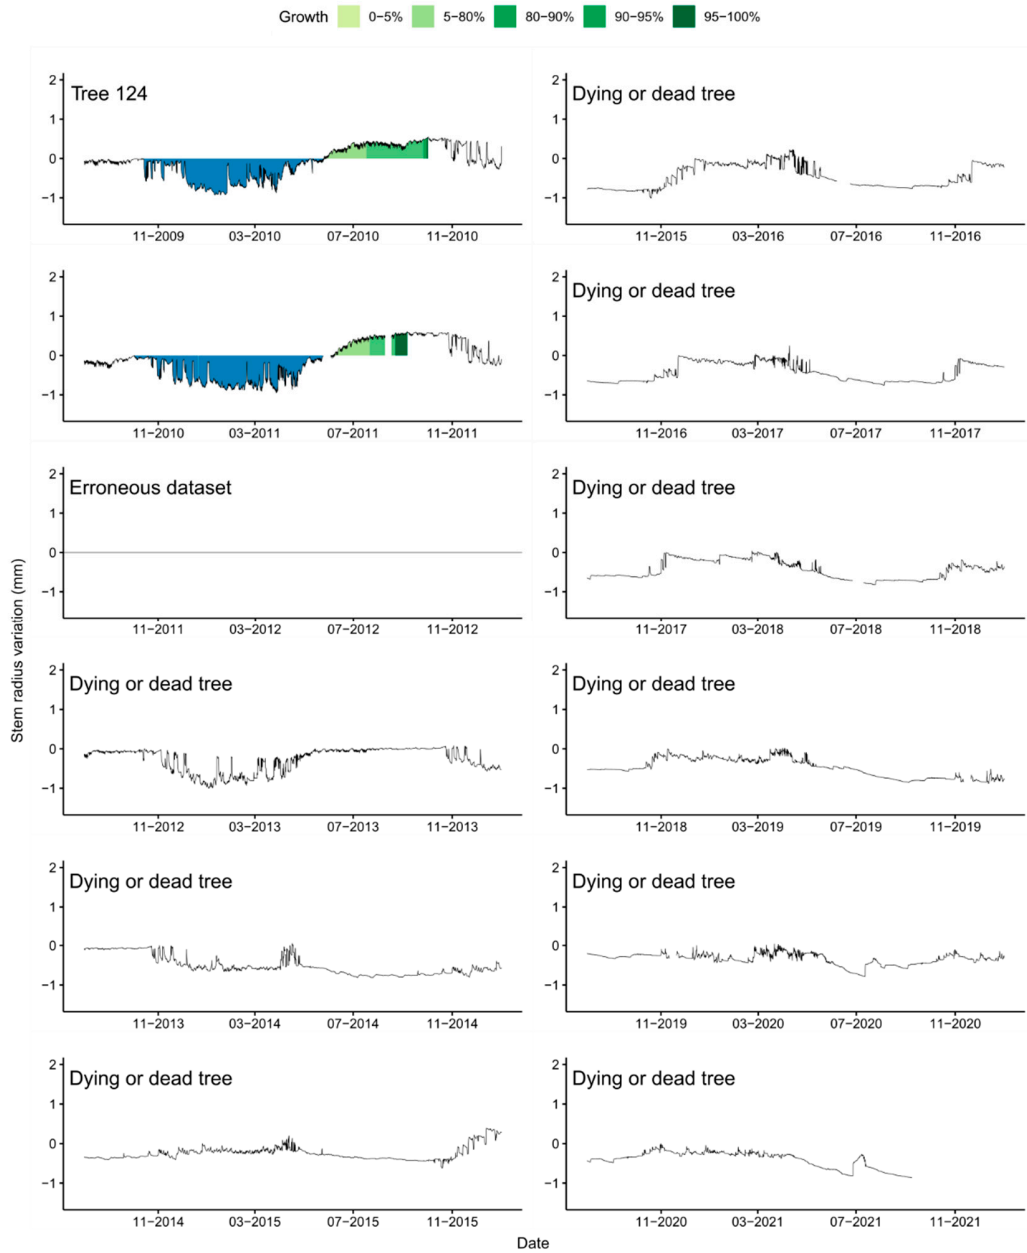 Growth 0−5% 5−80% 80−90% 90−95% 95−100%
Stem radius variation (mm)
Tree 124
2
1
0
−1
11−2009 03−2010 07−2010 11−2010
2
1
0
−1
11−2010 03−2011 07−2011 11−2011
Erroneous dataset
2
1
0
−1
11−2011 03−2012 07−2012 11−2012
Dying or dead tree
2
1
0
−1
11−2012 03−2013 07−2013 11−2013
Dying or dead tree
2
1
0
−1
11−2013 03−2014 07−2014 11−2014
Dying or dead tree
2
1
0
−1
11−2014 03−2015 07−2015 11−2015
Dying or dead tree
2
1
0
−1
11−2015 03−2016 07−2016 11−2016
Dying or dead tree
2
1
0
−1
11−2016 03−2017 07−2017 11−2017
Dying or dead tree
2
1
0
−1
11−2017 03−2018 07−2018 11−2018
Dying or dead tree
2
1
0
−1
11−2018 03−2019 07−2019 11−2019
Dying or dead tree
2
1
0
−1
11−2019 03−2020 07−2020 11−2020
Dying or dead tree
2
1
0
−1
11−2020 03−2021 07−2021 11−2021
Date